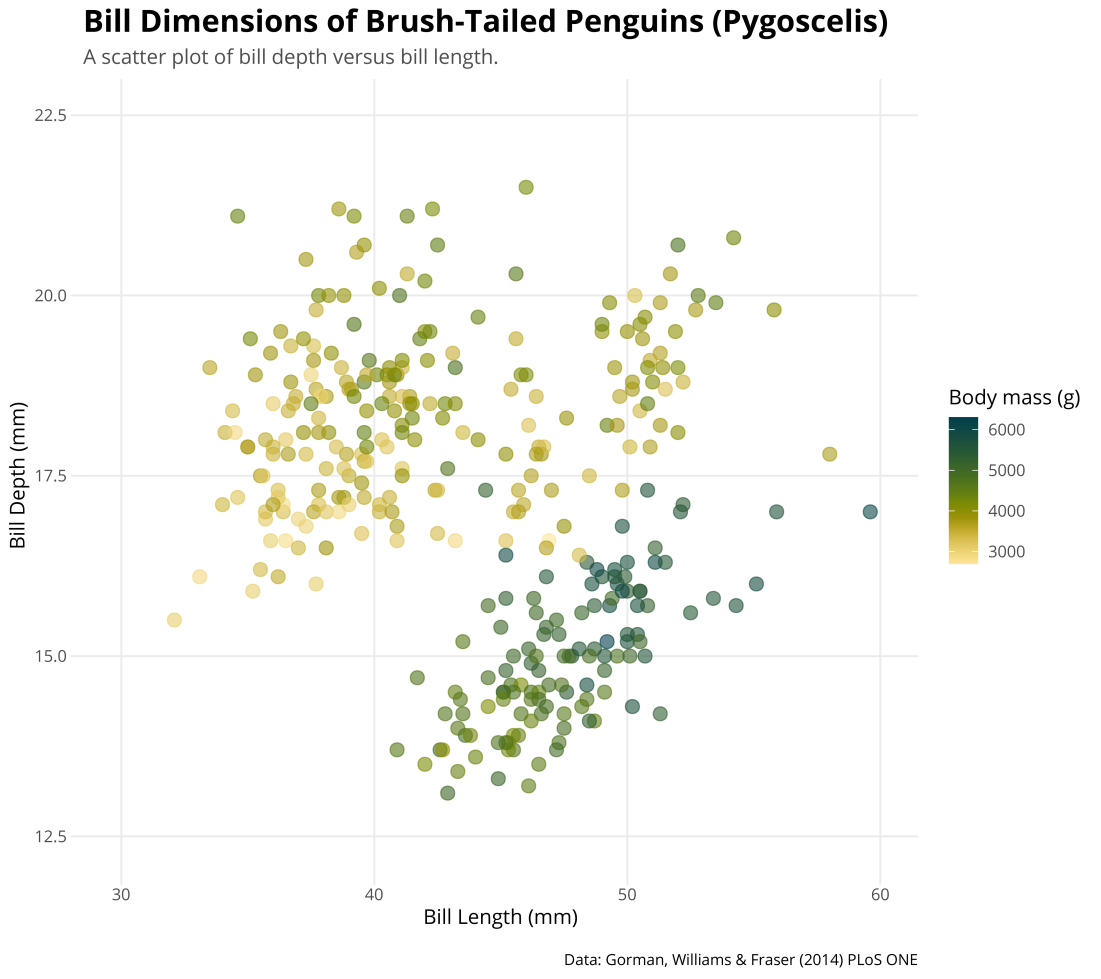 Bill Dimensions of Brush-Tailed Penguins (Pygoscelis)
A scatter plot of bill depth versus bill length.
22.5
20.0
17.5
15.0
12.5
Bill Depth (mm)
30 40 50 60
Bill Length (mm)
Body mass (g)
6000
5000
4000
3000
Data: Gorman, Williams & Fraser (2014) PLoS ONE